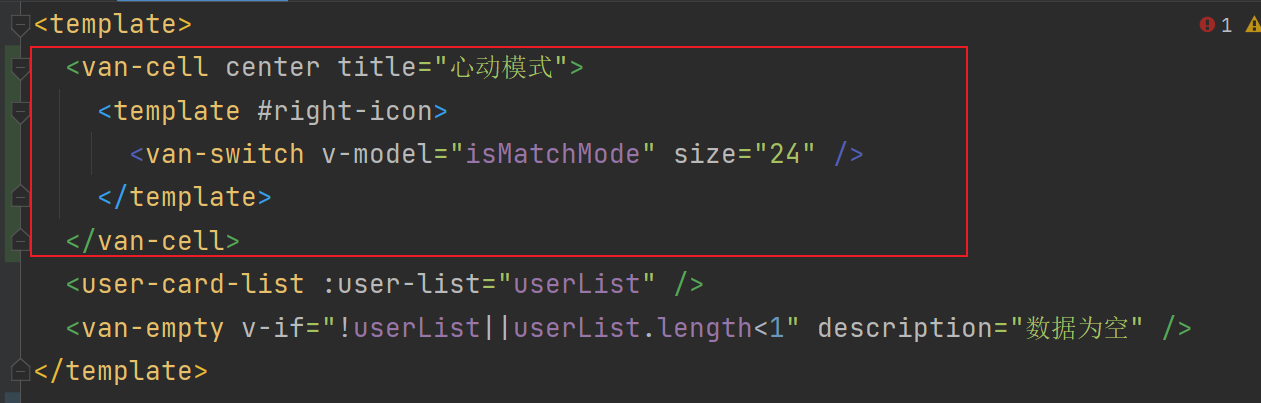 <template>
1
<van-cell center title="心动模式">
<template #right-icon>
<van-switch v-model="isMatchMode" size="24" />
</template>
</van-cell>
<user-card-list :user-list="userList" />
<van-empty v-if="!userList||userList.length<1" description="数据为空" />
</template>